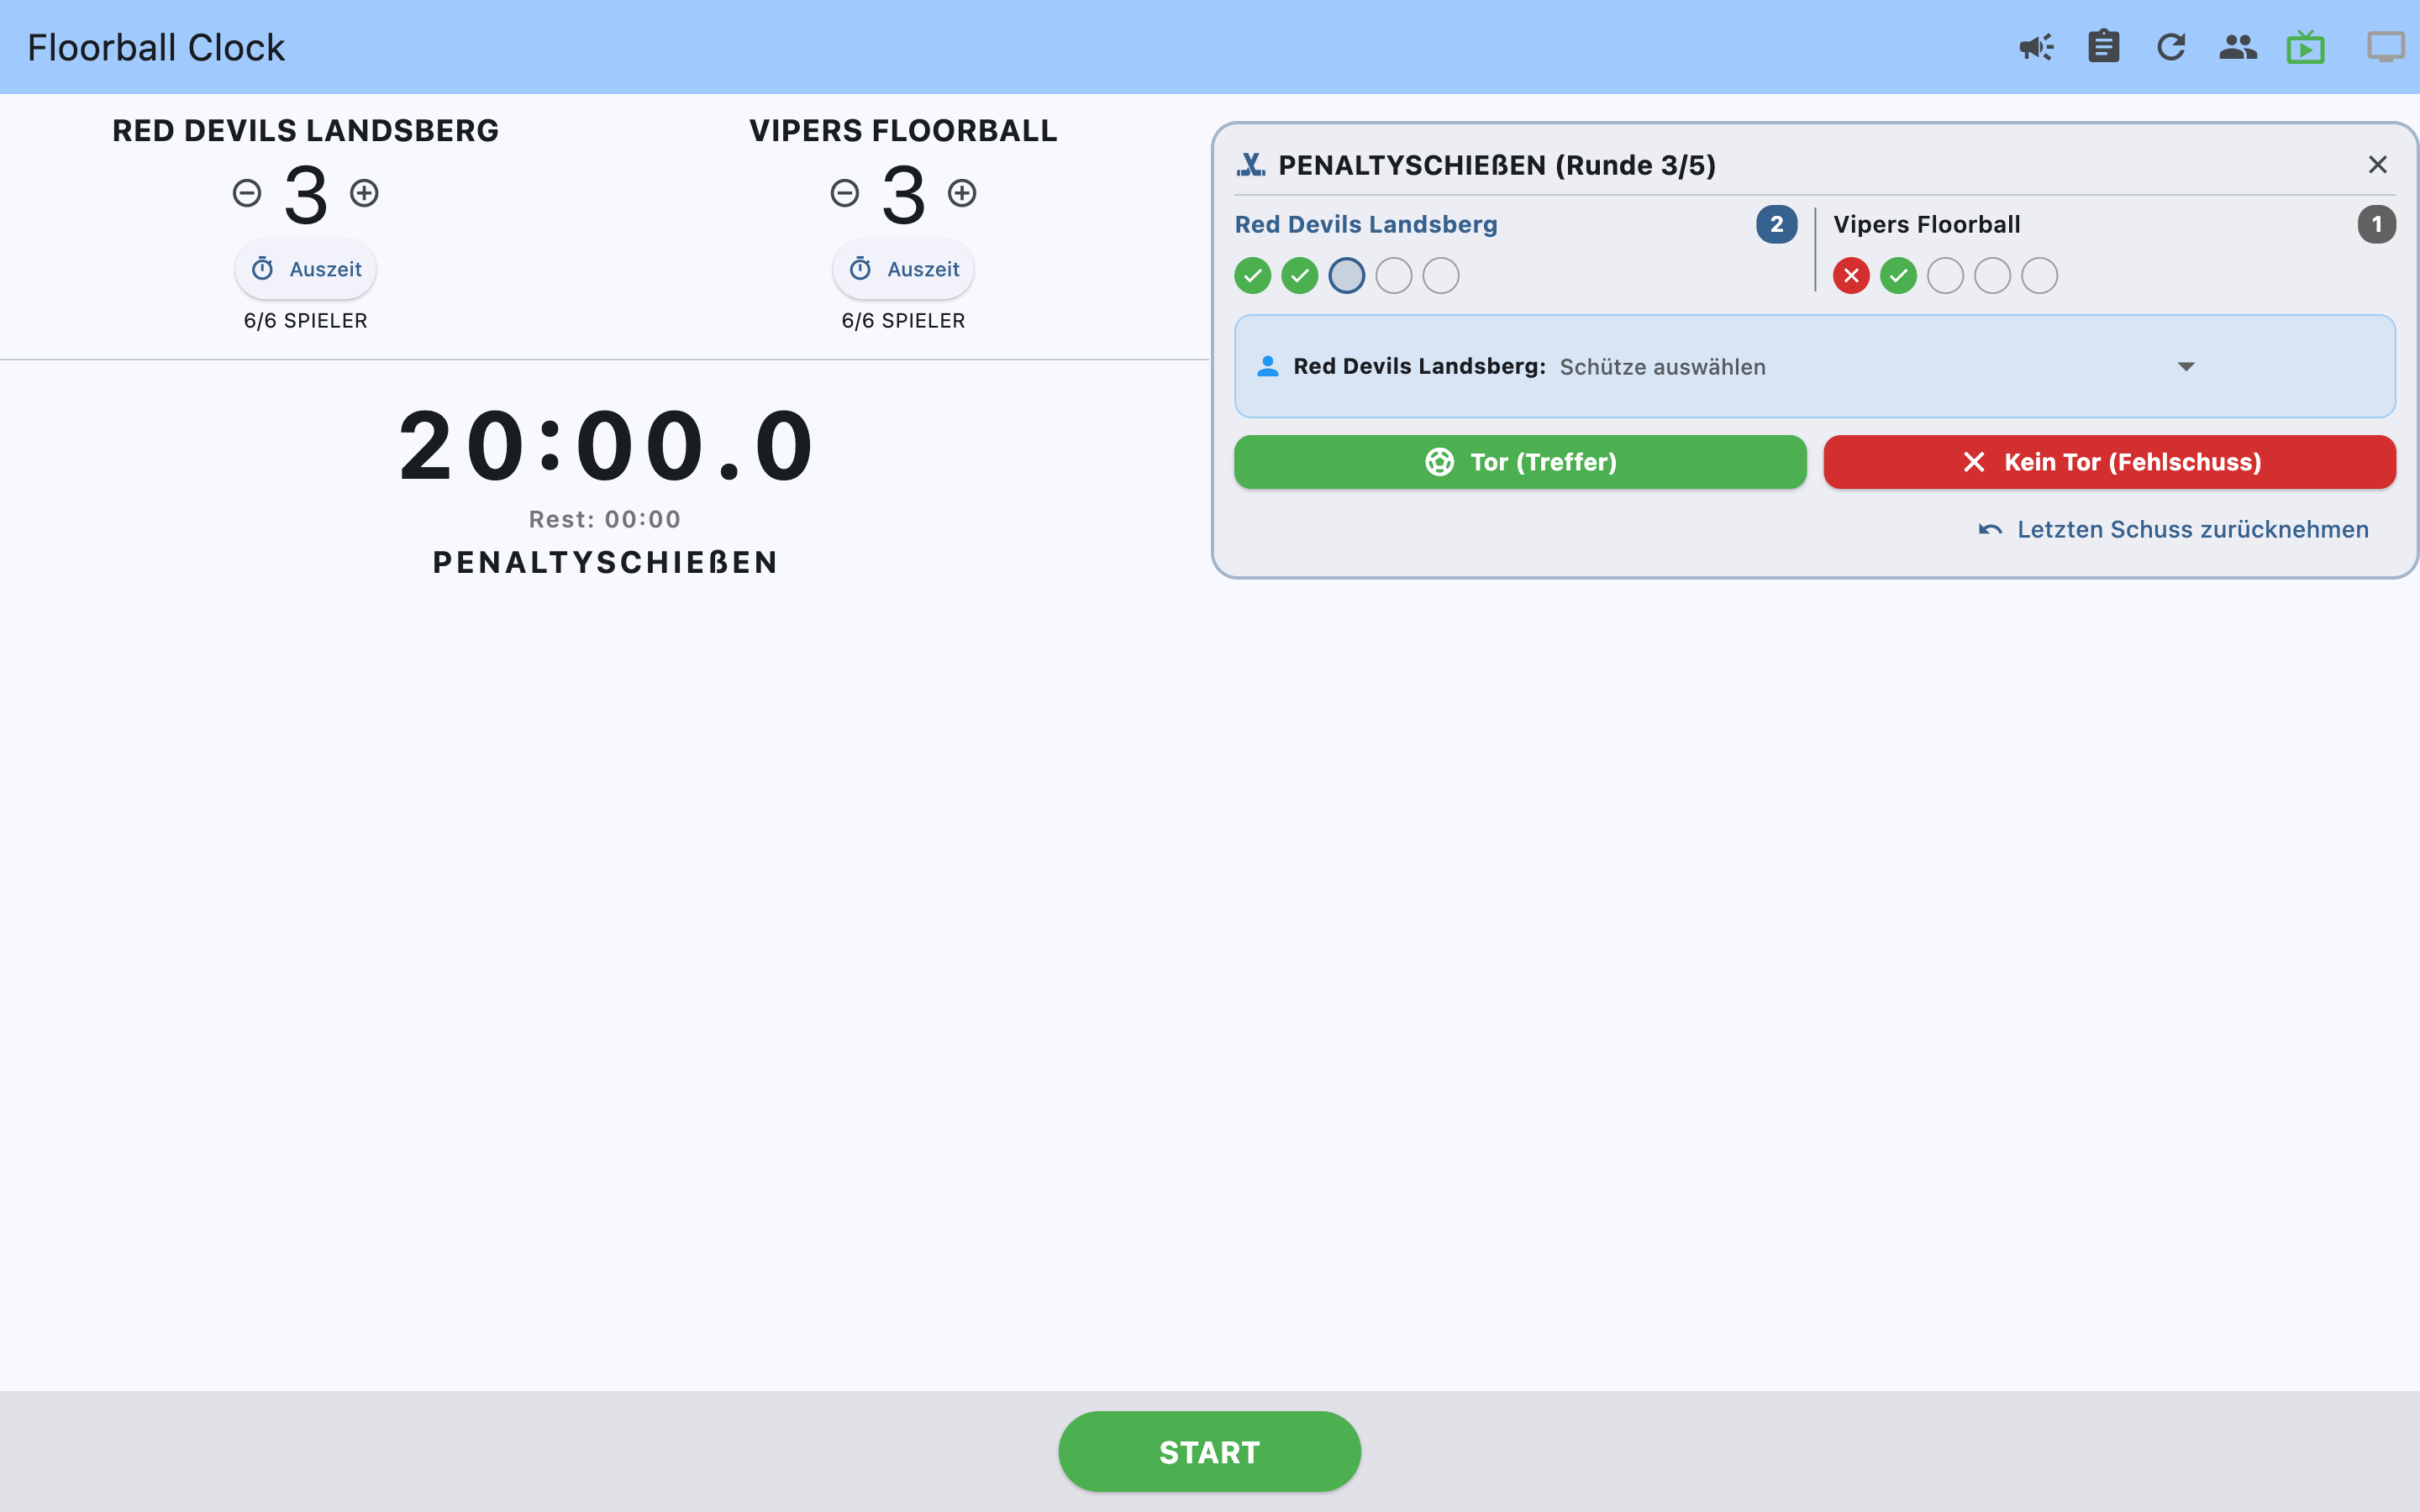 Floorball Clock
RED DEVILS LANDSBERG
3
Auszeit
6/6 SPIELER
VIPERS FLOORBALL
3
Auszeit
6/6 SPIELER
20:00.0
Rest: 00:00
PENALTYSCHIEßEN
PENALTYSCHIEßEN (Runde 3/5)
Red Devils Landsberg 2
Vipers Floorball 1
Red Devils Landsberg: Schütze auswählen
Tor (Treffer)
Kein Tor (Fehlschuss)
Letzten Schuss zurücknehmen
START